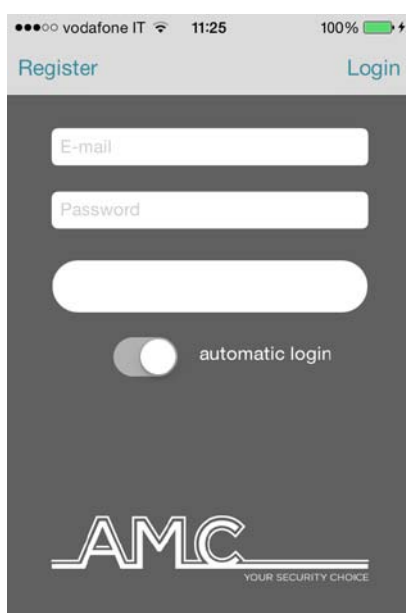 ●●●○○ vodafone IT 11:25 100%
Register Login
E-mail
Password
automatic login
AMC
YOUR SECURITY CHOICE